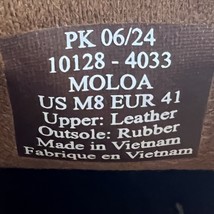 PK 06/24
10128 - 4033
MOLOA
US M8 EUR 41
Upper: Leather
Outsole: Rubber
Made in Vietnam
Fabrique en Vietnam